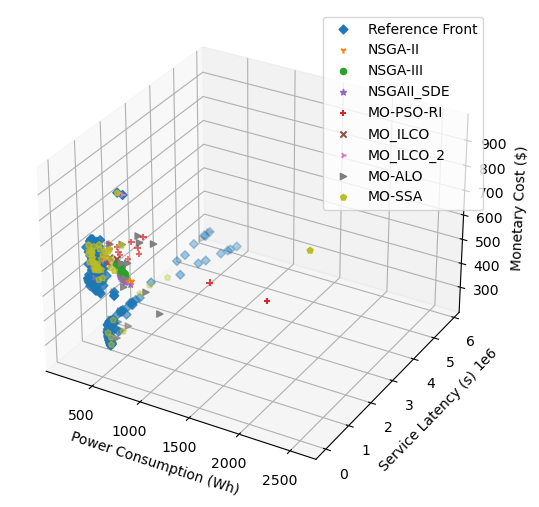 Reference Front
NSGA-II
NSGA-III
NSGAII_SDE
MO-PSO-RI
MO_ILCO
MO_ILCO_2
MO-ALO
MO-SSA
900
800
700
600
500
400
300
Monetary Cost ($)
6
5
4
3
2
1
0
1e6
Service Latency (s)
500
1000
1500
2000
2500
Power Consumption (Wh)